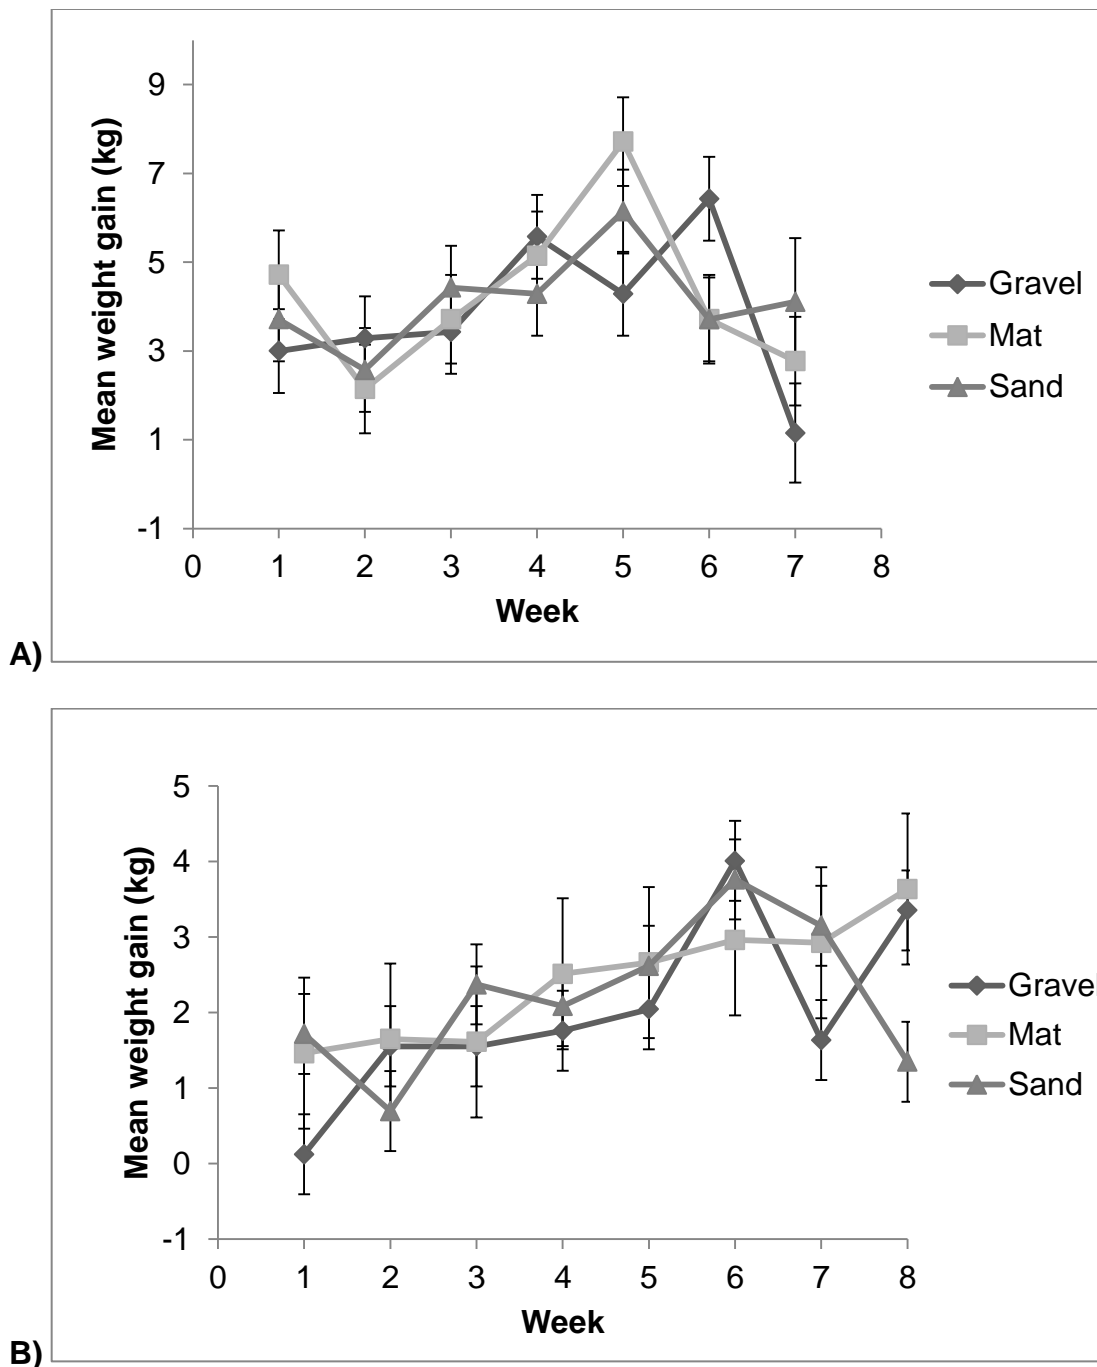 9
7
5
3
1
-1
Mean weight gain (kg)
0 1 2 3 4 5 6 7 8
Week
Gravel
Mat
Sand
A)
5
4
3
2
1
0
-1
Mean weight gain (kg)
0 1 2 3 4 5 6 7 8
Week
Gravel
Mat
Sand
B)